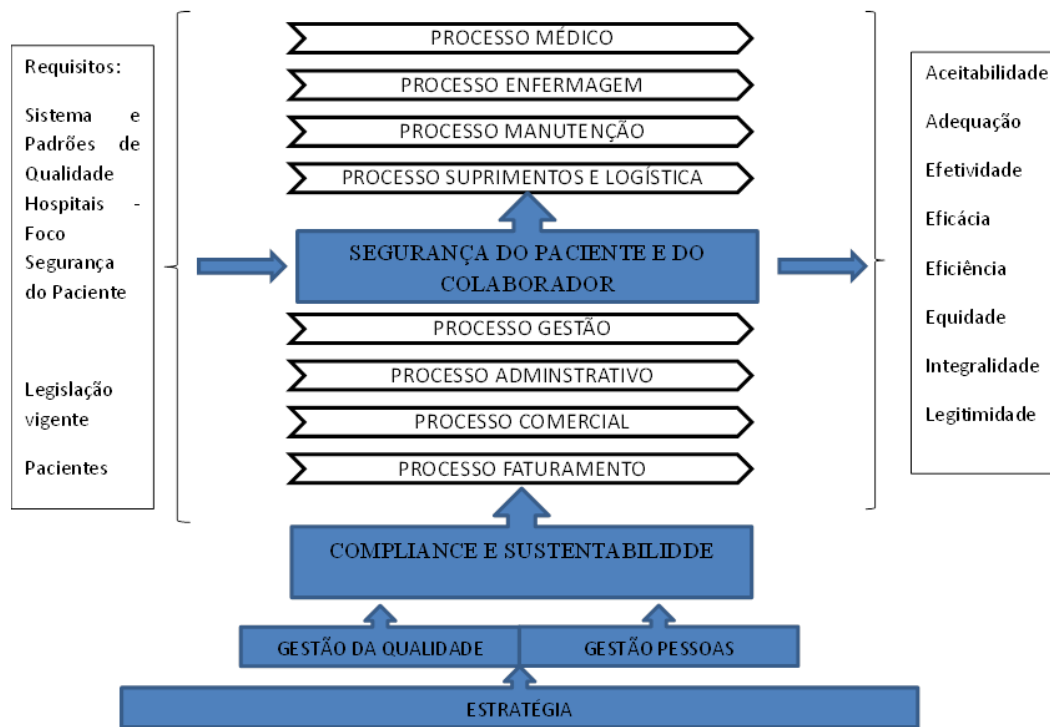 Requisitos:
Sistema e
Padrões de
Qualidade
Hospitais -
Foco
Segurança
do Paciente
Legislação
vigente
Pacientes
PROCESSO MÉDICO
PROCESSO ENFERMAGEM
PROCESSO MANUTENÇÃO
PROCESSO SUPRIMENTOS E LOGÍSTICA
SEGURANÇA DO PACIENTE E DO
COLABORADOR
PROCESSO GESTÃO
PROCESSO ADMINSTRATIVO
PROCESSO COMERCIAL
PROCESSO FATURAMENTO
COMPLIANCE E SUSTENTABILIDDE
GESTÃO DA QUALIDADE
GESTÃO PESSOAS
ESTRATÉGIA
Aceitabilidade
Adequação
Efetividade
Eficácia
Eficiência
Equidade
Integralidade
Legitimidade